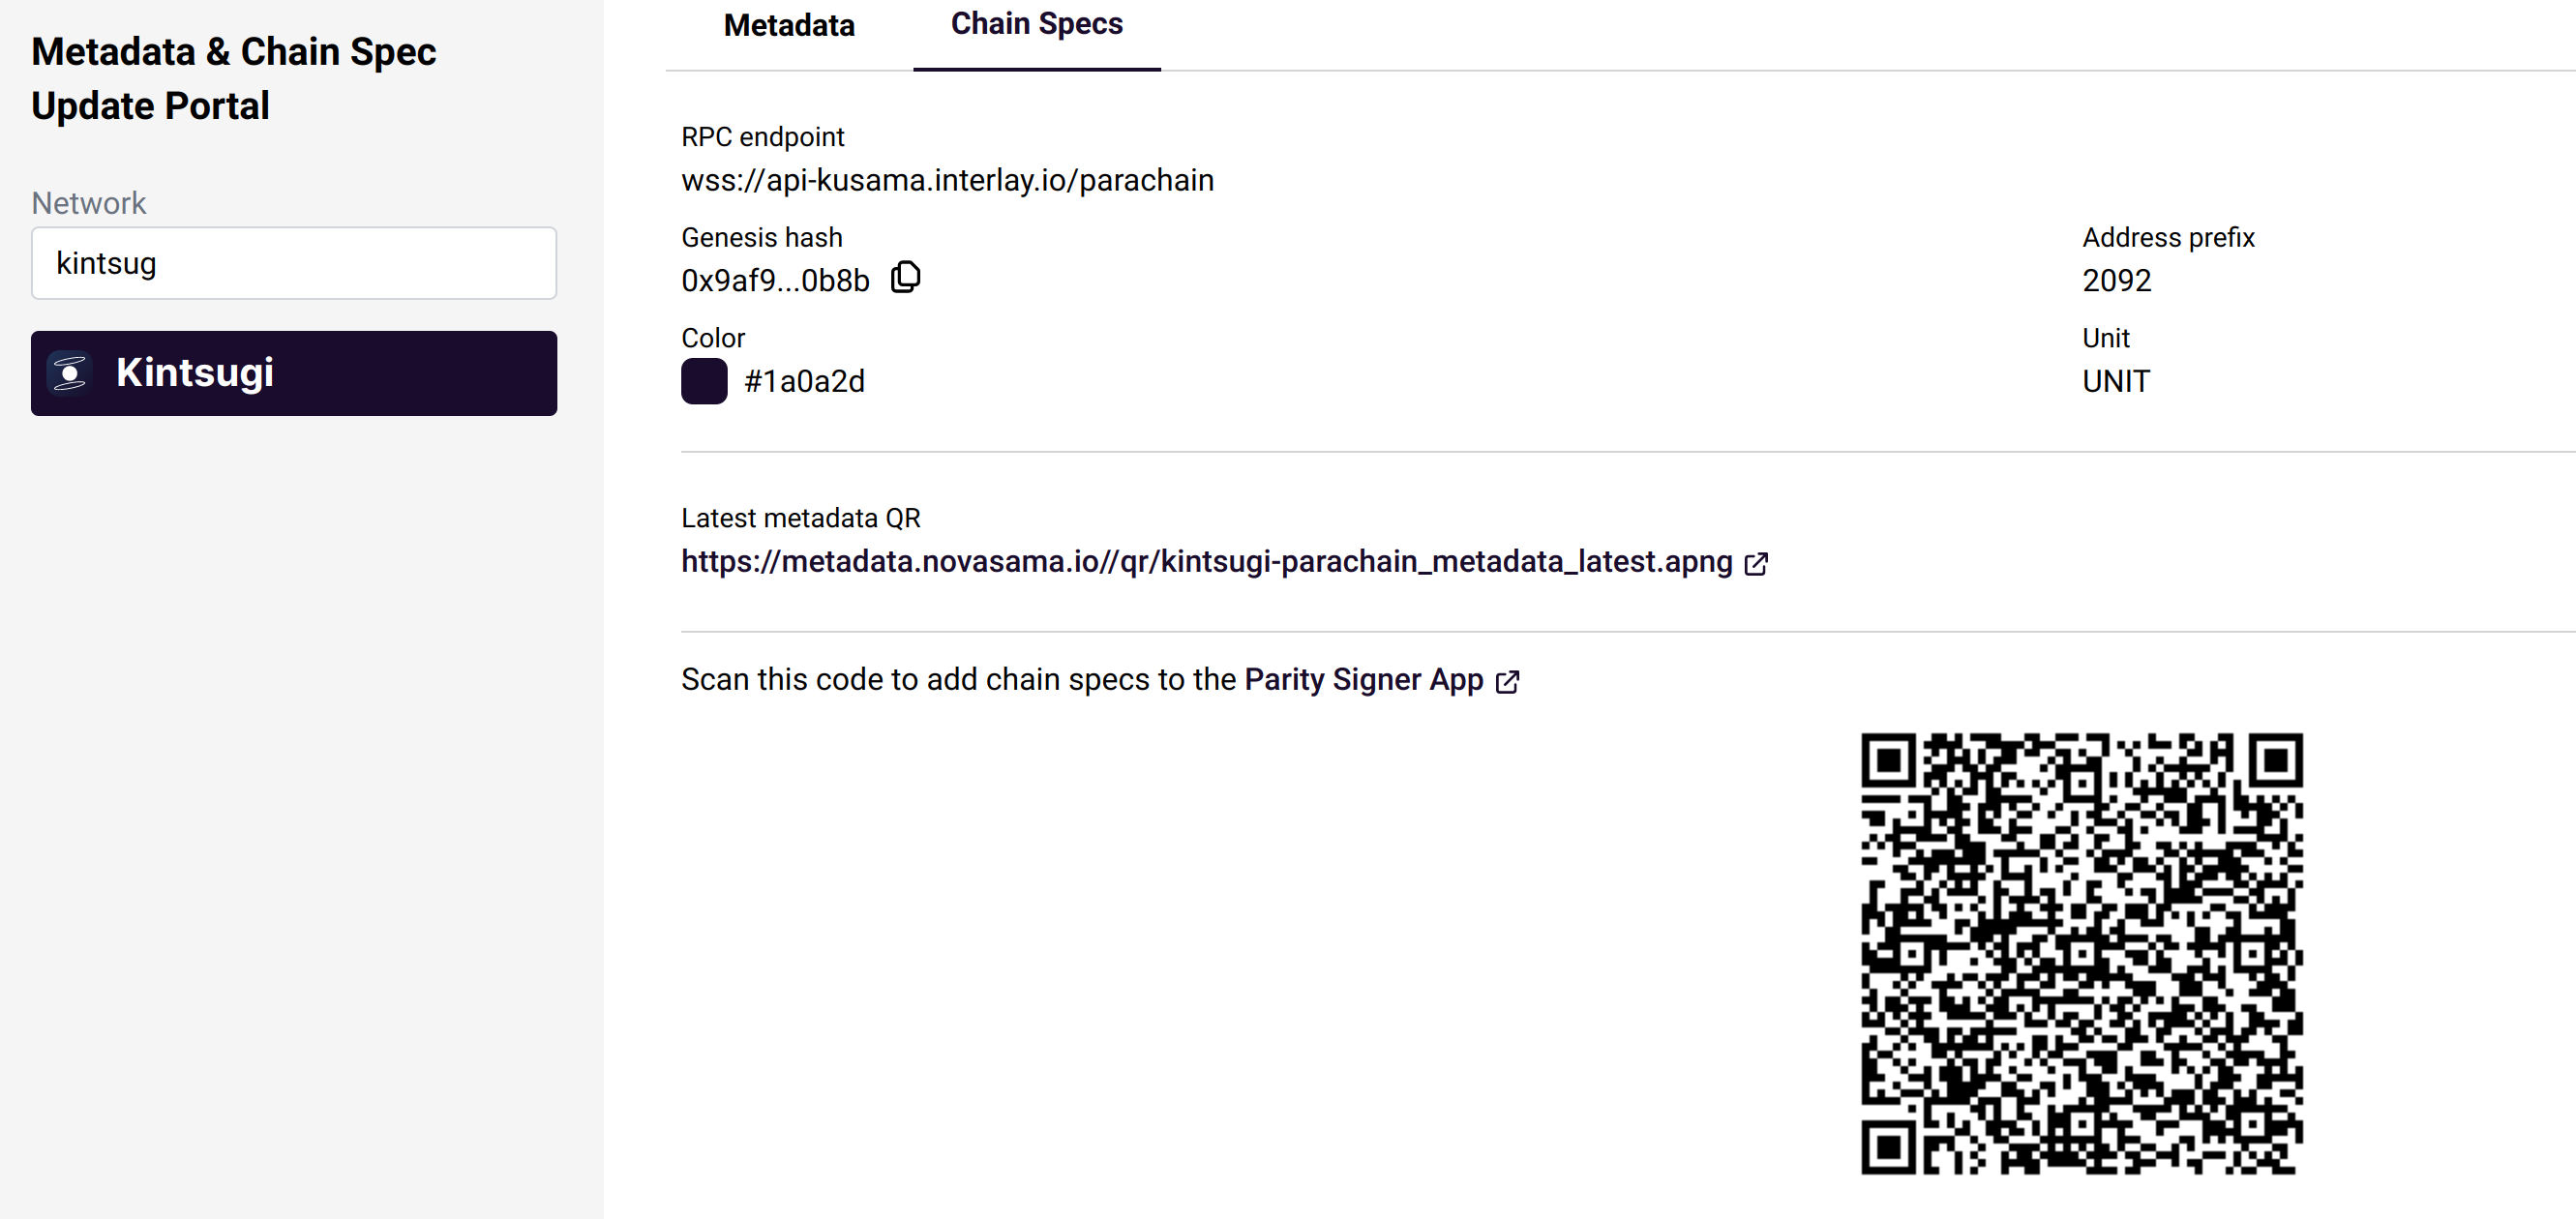 Metadata & Chain Spec
Update Portal
Network
kintsug
Kintsugi
Metadata
Chain Specs
RPC endpoint
wss://api-kusama.interlay.io/parachain
Genesis hash
0x9af9...0b8b
Address prefix
2092
Color
#1a0a2d
Unit
UNIT
Latest metadata QR
https://metadata.novasama.io//qr/kintsugi-parachain_metadata_latest.apng
Scan this code to add chain specs to the Parity Signer App